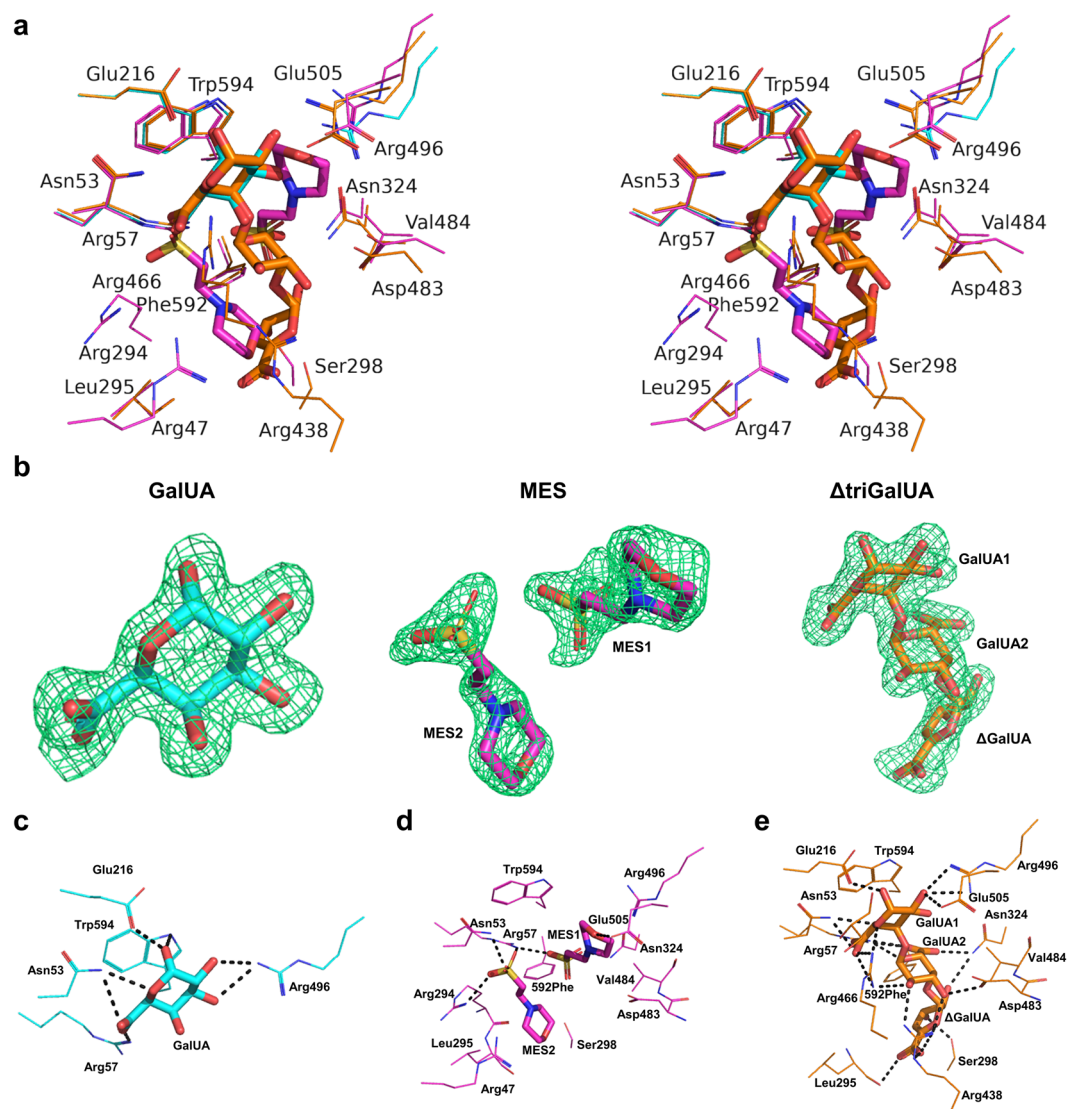 a
Glu216
Trp594
Glu505
Arg496
Asn53
Asn324
Val484
Arg57
Asp483
Arg466
Phe592
Arg294
Ser298
Leu295
Arg47
Arg438
Glu216
Trp594
Glu505
Arg496
Asn53
Asn324
Val484
Arg57
Asp483
Arg466
Phe592
Arg294
Ser298
Leu295
Arg47
Arg438
b
GalUA
MES
ΔtriGalUA
MES1
MES2
GalUA1
GalUA2
ΔGalUA
c
Glu216
Trp594
Asn53
Arg496
GalUA
Arg57
d
Trp594
Arg496
Asn53
Arg57
MES1
Glu505
Asn324
592Phe
Val484
Arg294
Asp483
Leu295
MES2
Ser298
Arg47
e
Glu216
Trp594
Arg496
Asn53
Glu505
GalUA1
Asn324
Arg57
GalUA2
Val484
592Phe
Arg466
Asp483
ΔGalUA
Ser298
Leu295
Arg438